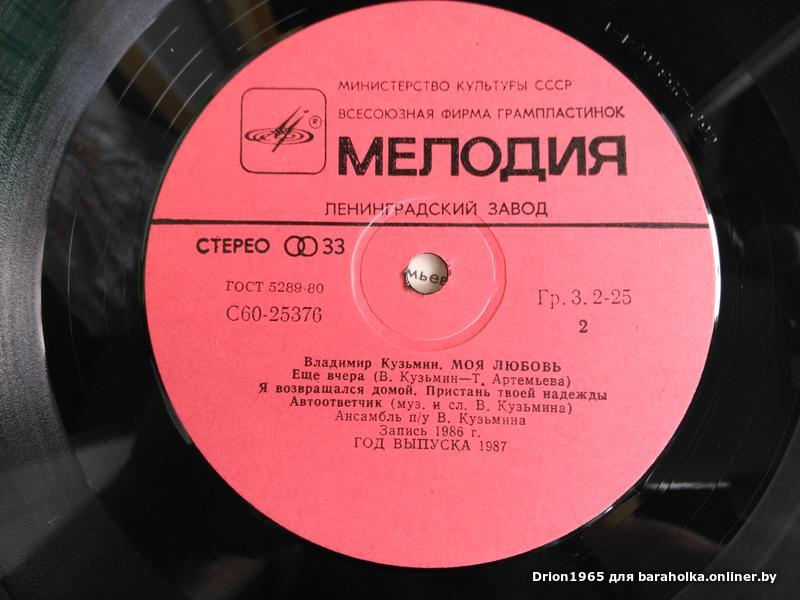 МИНИСТЕРСТВО КУЛЬТУРЫ СССР
ВСЕСОЮЗНАЯ ФИРМА ГРАМПЛАСТИНОК
®
МЕЛОДИЯ
ЛЕНИНГРАДСКИЙ ЗАВОД
СТЕРЕО 33
ГОСТ 5289-80
С60-25376
Гр. 3. 2-25
2
мьев
Владимир Кузьмин. МОЯ ЛЮБОВЬ
Еще вчера (В. Кузьмин—Т. Артемьева)
Я возвращался домой. Пристань твоей надежды
Автоответчик (муз. и сл. В. Кузьмина)
Ансамбль п/у В. Кузьмина
Запись 1986 г.
ГОД ВЫПУСКА 1987
Drion1965 для baraholka.onliner.by